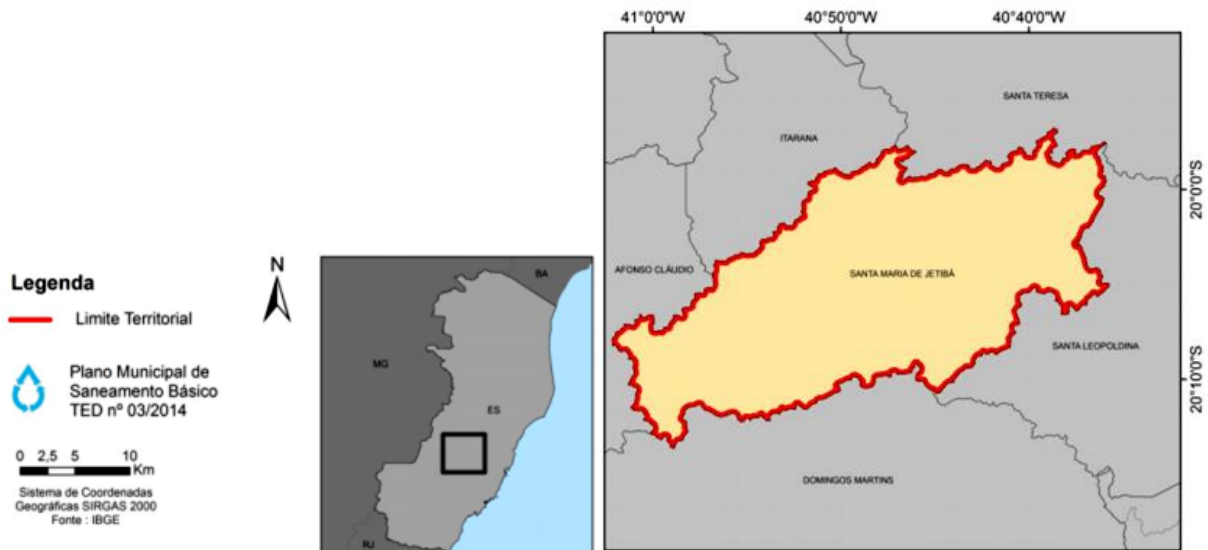 41°0'0"W
40°50'0"W
40°40'0"W
SANTA TERESA
ITARANA
20°0'0"S
AFONSO CLÁUDIO
SANTA MARIA DE JETIBÁ
SANTA LEOPOLDINA
20°10'0"S
DOMINGOS MARTINS
N
BA
MG
ES
RJ
Legenda
Limite Territorial
Plano Municipal de
Saneamento Básico
TED nº 03/2014
0 2,5 5 10
Km
Sistema de Coordenadas
Geográficas SIRGAS 2000
Fonte : IBGE